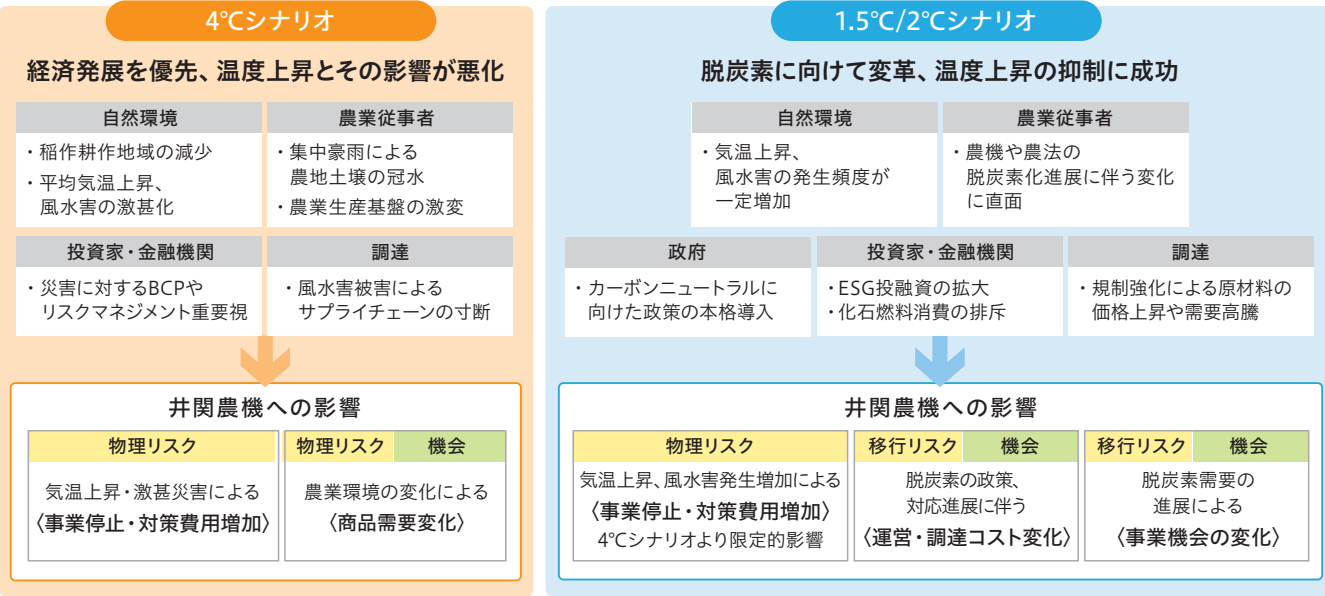 4℃シナリオ
経済発展を優先、温度上昇とその影響が悪化
自然環境
・稲作耕作地域の減少
・平均気温上昇、
風水害の激甚化
農業従事者
・集中豪雨による
農地土壌の冠水
・農業生産基盤の激変
投資家・金融機関
・災害に対するBCPや
リスクマネジメント重要視
調達
・風水害被害による
サプライチェーンの寸断
井関農機への影響
物理リスク
気温上昇・激甚災害による
〈事業停止・対策費用増加〉
物理リスク 機会
農業環境の変化による
〈商品需要変化〉
1.5℃/2℃シナリオ
脱炭素に向けて変革、温度上昇の抑制に成功
自然環境
・気温上昇、
風水害の発生頻度が
一定増加
農業従事者
・農機や農法の
脱炭素化進展に伴う変化
に直面
政府
・カーボンニュートラルに
向けた政策の本格導入
投資家・金融機関
・ESG投融資の拡大
・化石燃料消費の排斥
調達
・規制強化による原材料の
価格上昇や需要高騰
井関農機への影響
物理リスク
気温上昇、風水害発生増加による
〈事業停止・対策費用増加〉
4℃シナリオより限定的影響
移行リスク 機会
脱炭素の政策、
対応進展に伴う
〈運営・調達コスト変化〉
移行リスク 機会
脱炭素需要の
進展による
〈事業機会の変化〉